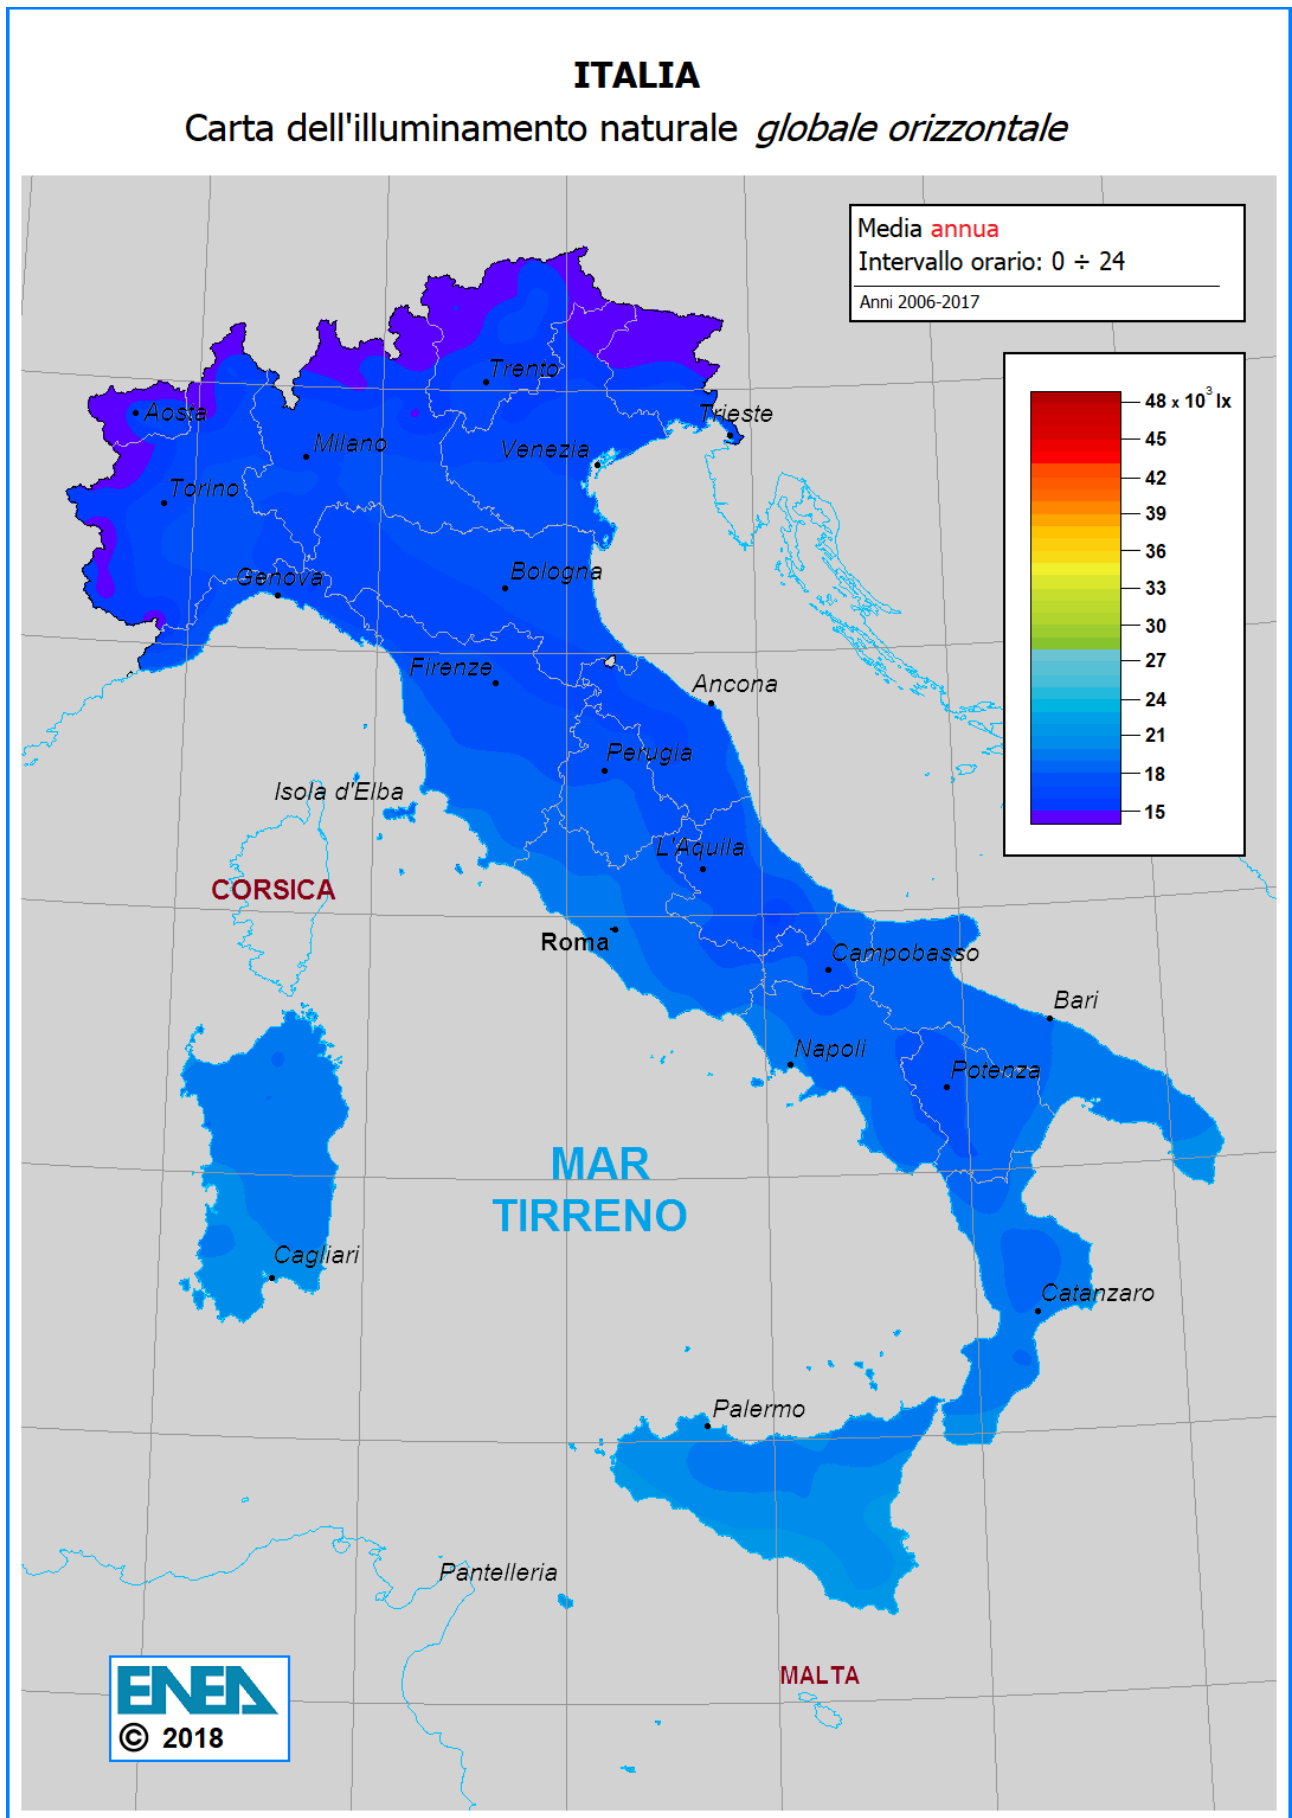 ITALIA
Carta dell'illuminamento naturale globale orizzontale
Media annua
Intervallo orario: 0 ÷ 24
Anni 2006-2017
48 x 10³ lx
45
42
39
36
33
30
27
24
21
18
15
Trento
Aosta
Trieste
Milano
Venezia
Torino
Genova
Bologna
Firenze
Ancona
Perugia
Isola d'Elba
L'Aquila
CORSICA
Roma
Campobasso
Bari
Napoli
Potenza
MAR
TIRRENO
Cagliari
Catanzaro
Palermo
Pantelleria
MALTA
ENEA
© 2018